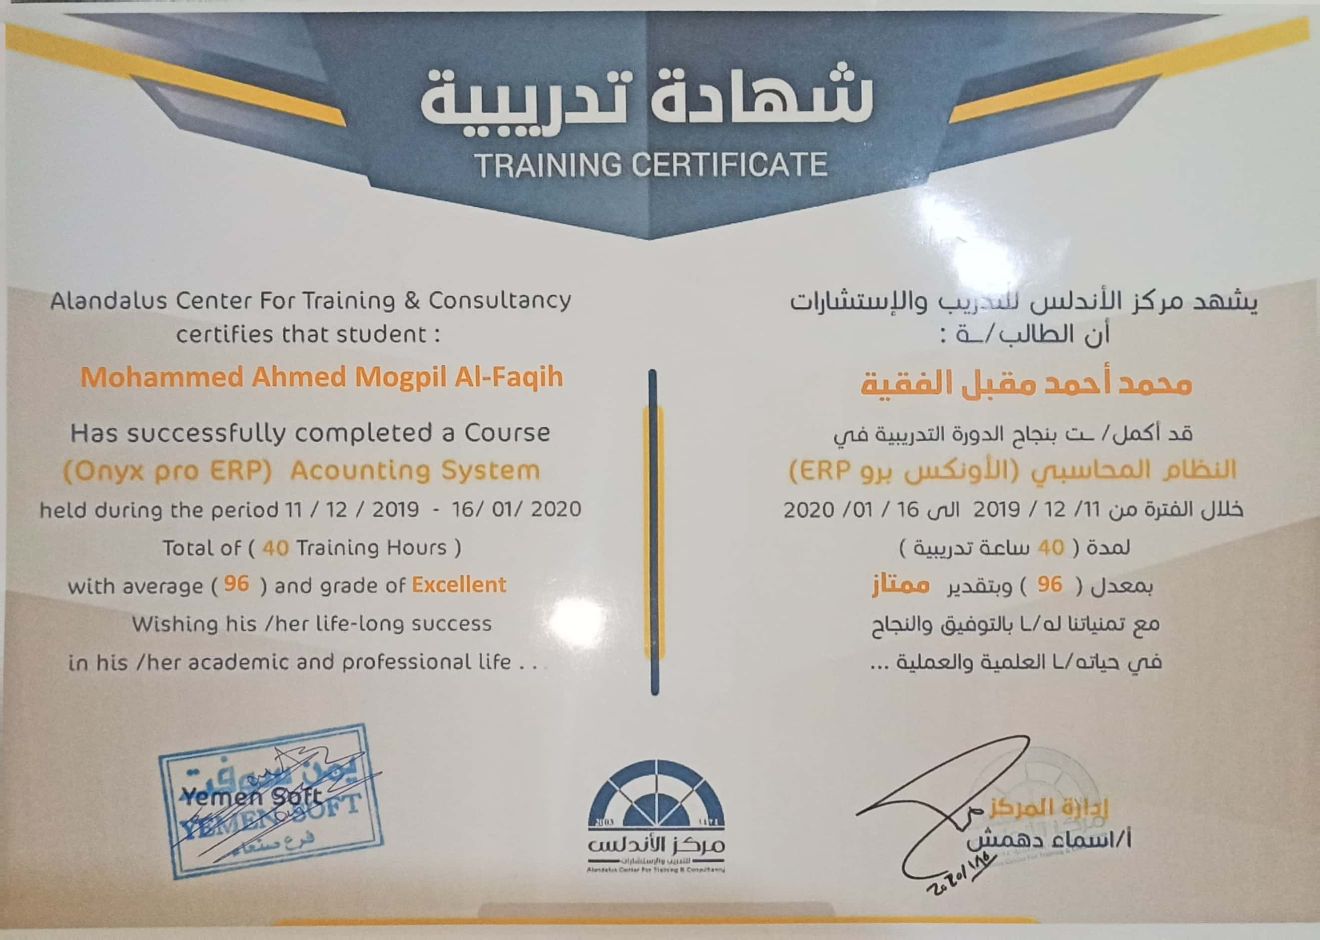 شهادة تدريبية
TRAINING CERTIFICATE
Alandalus Center For Training & Consultancy
certifies that student :
Mohammed Ahmed Mogpil Al-Faqih
Has successfully completed a Course
(Onyx pro ERP) Acounting System
held during the period 11 / 12 / 2019 - 16/ 01/ 2020
Total of ( 40 Training Hours )
with average ( 96 ) and grade of Excellent
Wishing his /her life-long success
in his /her academic and professional life . . .
يشهد مركز الأندلس للتدريب والإستشارات
أن الطالب/ـة :
محمد أحمد مقبل الفقية
قد أكمل/ ـت بنجاح الدورة التدريبية في
النظام المحاسبي (الأونكس برو ERP)
خلال الفترة من 11/ 12 / 2019 الى 16 / 01/ 2020
لمدة ( 40 ساعة تدريبية )
بمعدل ( 96 ) وبتقدير ممتاز
مع تمنياتنا له/ـا بالتوفيق والنجاح
في حياته/ـا العلمية والعملية ...
يمن سوفت
Yemen Soft
YEMEN SOFT
فرع صنعاء
2003
مركز الأندلس
للتدريب والإستشارات
Alandalus Center For Training & Consultancy
إدارة المركز
أ/اسماء دهمش